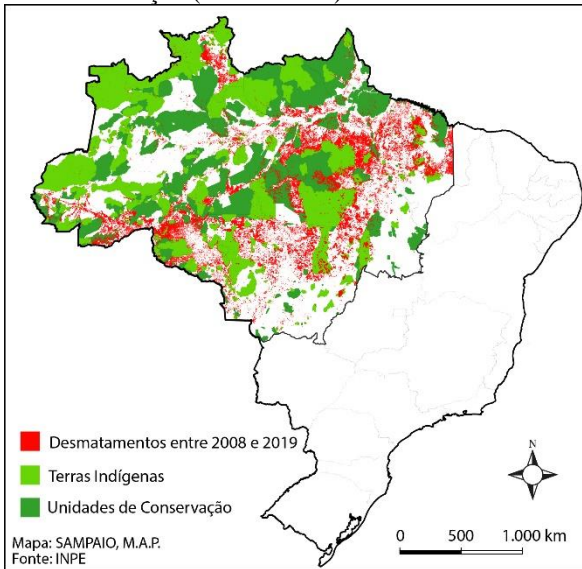 Desmatamentos entre 2008 e 2019
Terras Indígenas
Unidades de Conservação
Mapa: SAMPAIO, M.A.P.
Fonte: INPE
N
0 500 1.000 km